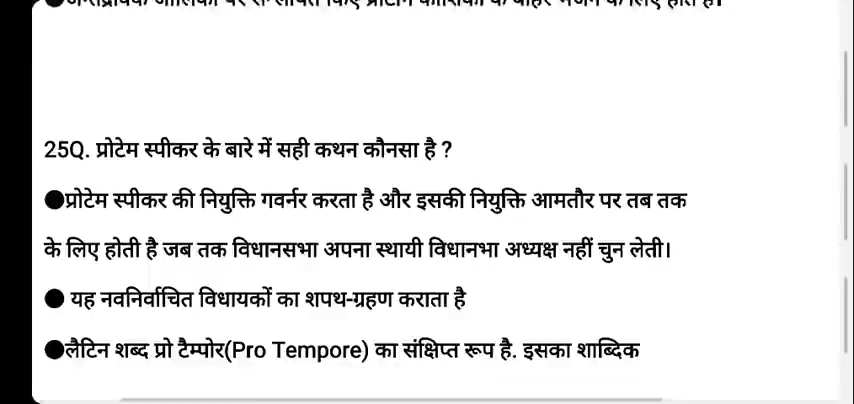 25Q. प्रोटेम स्पीकर के बारे में सही कथन कौनसा है ?
●प्रोटेम स्पीकर की नियुक्ति गवर्नर करता है और इसकी नियुक्ति आमतौर पर तब तक
के लिए होती है जब तक विधानसभा अपना स्थायी विधानभा अध्यक्ष नहीं चुन लेती।
● यह नवनिर्वाचित विधायकों का शपथ-ग्रहण कराता है
●लैटिन शब्द प्रो टैम्पोर(Pro Tempore) का संक्षिप्त रूप है. इसका शाब्दिक